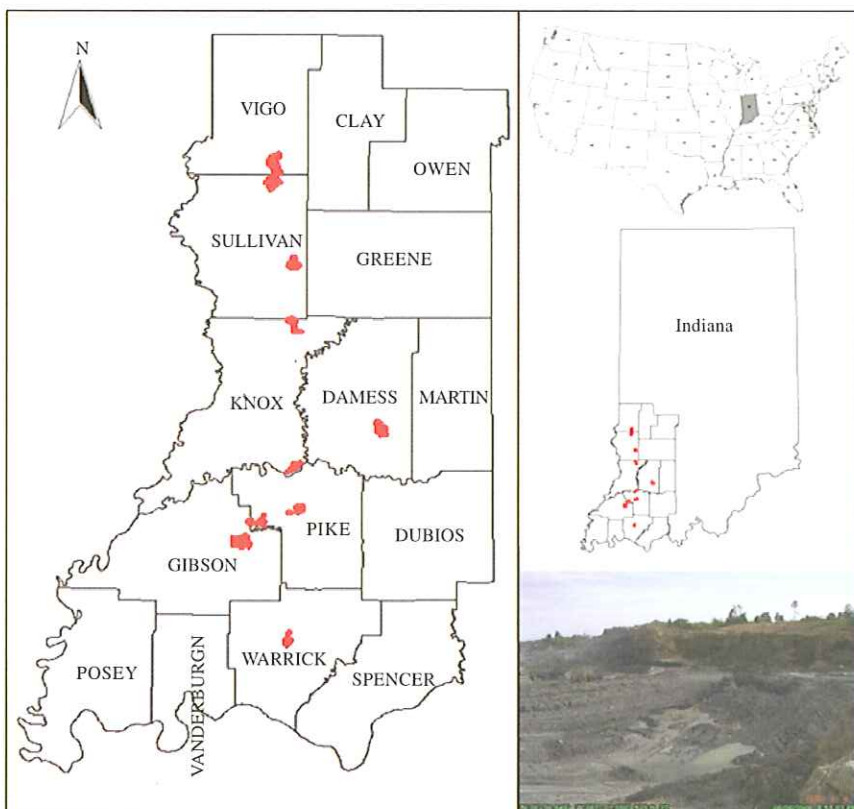 N
VIGO
CLAY
OWEN
SULLIVAN
GREENE
KNOX
DAMESS
MARTIN
PIKE
DUBIOS
GIBSON
POSEY
VANDERBURGN
WARRICK
SPENCER
Indiana